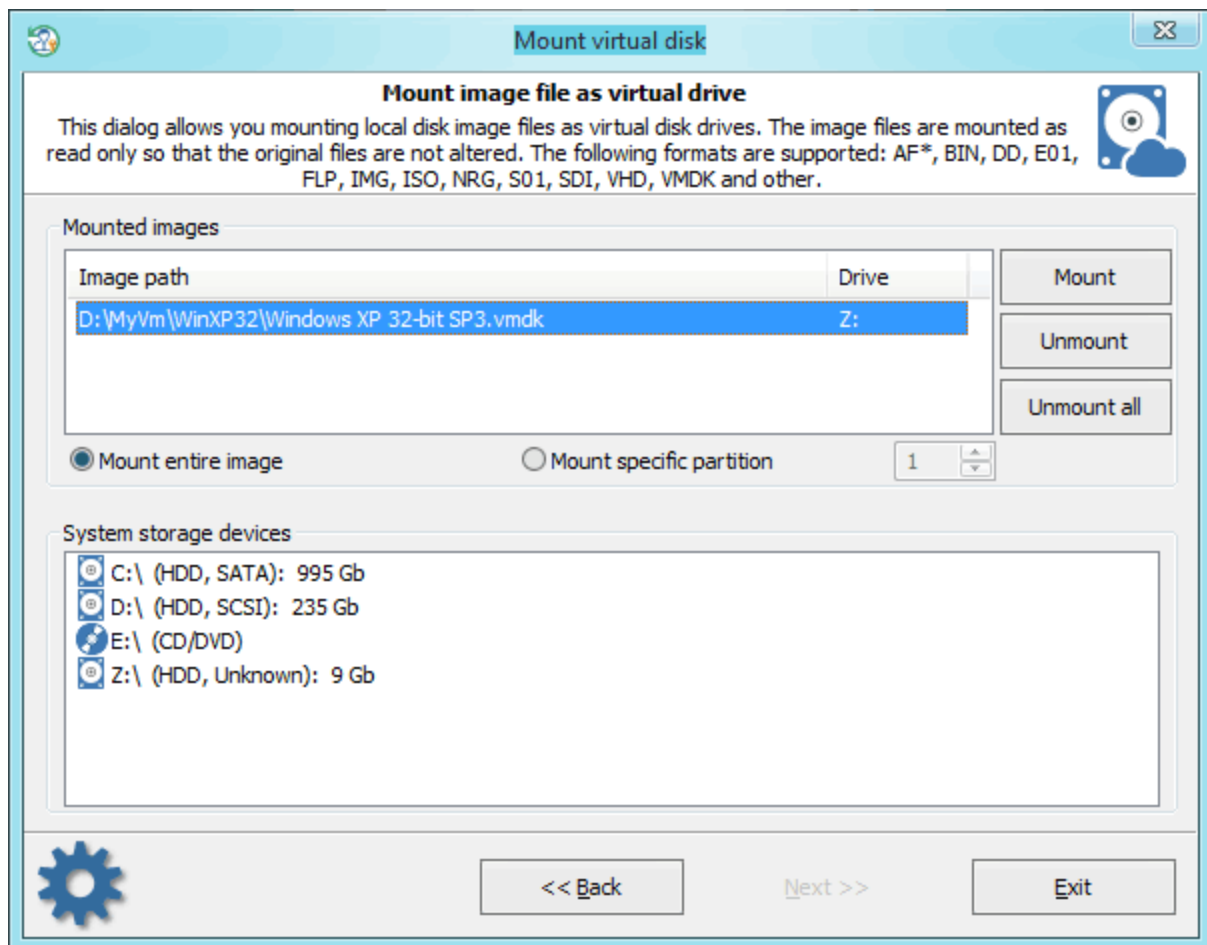 Mount virtual disk
Mount image file as virtual drive
This dialog allows you mounting local disk image files as virtual disk drives. The image files are mounted as
read only so that the original files are not altered. The following formats are supported: AF*, BIN, DD, E01,
FLP, IMG, ISO, NRG, S01, SDI, VHD, VMDK and other.
Mounted images
Image path Drive
D:\MyVm\WinXP32\Windows XP 32-bit SP3.vmdk Z:
Mount
Unmount
Unmount all
Mount entire image Mount specific partition 1
System storage devices
C:\ (HDD, SATA): 995 Gb
D:\ (HDD, SCSI): 235 Gb
E:\ (CD/DVD)
Z:\ (HDD, Unknown): 9 Gb
<< Back Next >> Exit